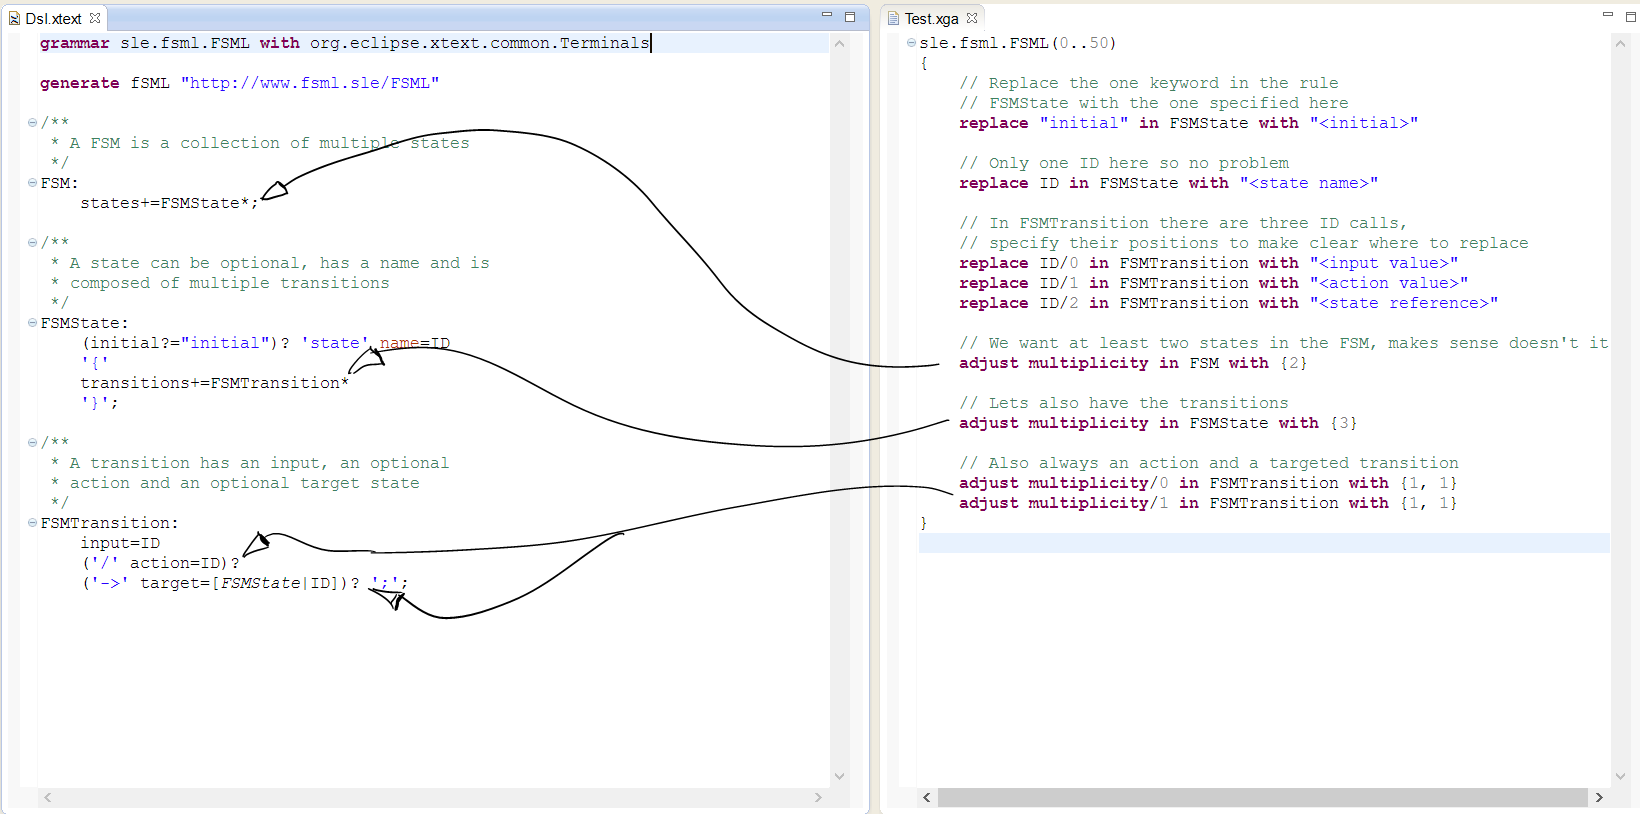 Dsl.xtext
grammar sle.fsml.FSML with org.eclipse.xtext.common.Terminals
generate fSML "http://www.fsml.sle/FSML"
/**
* A FSM is a collection of multiple states
*/
FSM:
states+=FSMState*;
/**
* A state can be optional, has a name and is
* composed of multiple transitions
*/
FSMState:
(initial?="initial")? 'state' name=ID
'{'
transitions+=FSMTransition*
'}';
/**
* A transition has an input, an optional
* action and an optional target state
*/
FSMTransition:
input=ID
('/' action=ID)?
('->' target=[FSMState|ID])? ';';
Test.xga
sle.fsml.FSML(0..50)
{
// Replace the one keyword in the rule
// FSMState with the one specified here
replace "initial" in FSMState with "<initial>"
// Only one ID here so no problem
replace ID in FSMState with "<state name>"
// In FSMTransition there are three ID calls,
// specify their positions to make clear where to replace
replace ID/0 in FSMTransition with "<input value>"
replace ID/1 in FSMTransition with "<action value>"
replace ID/2 in FSMTransition with "<state reference>"
// We want at least two states in the FSM, makes sense doesn't it
adjust multiplicity in FSM with {2}
// Lets also have the transitions
adjust multiplicity in FSMState with {3}
// Also always an action and a targeted transition
adjust multiplicity/0 in FSMTransition with {1, 1}
adjust multiplicity/1 in FSMTransition with {1, 1}
}